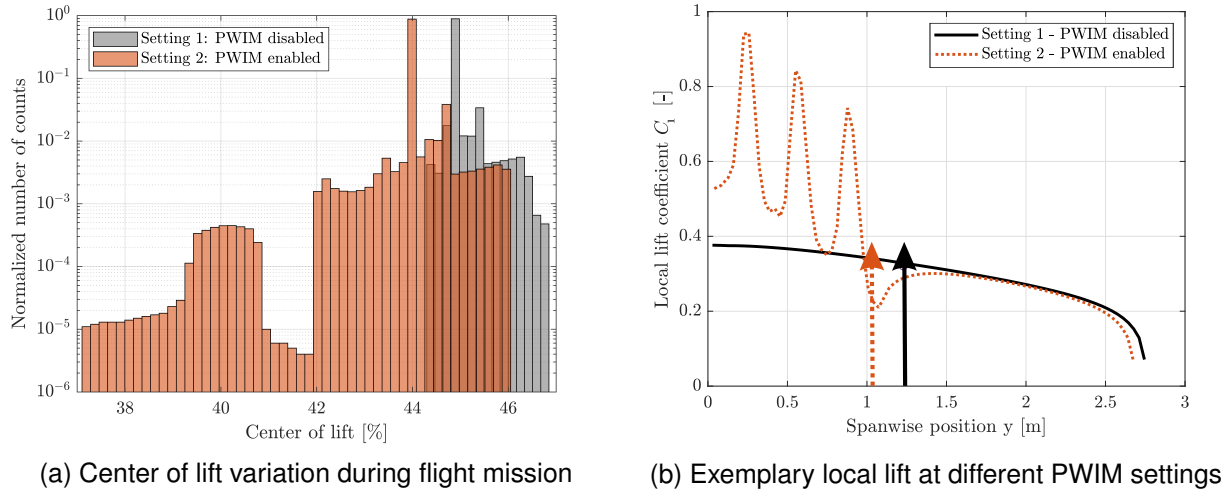 Setting 1: PWIM disabled
Setting 2: PWIM enabled
Normalized number of counts
10^0
10^-1
10^-2
10^-3
10^-4
10^-5
10^-6
38
40
42
44
46
Center of lift [%]
(a) Center of lift variation during flight mission
Setting 1 - PWIM disabled
Setting 2 - PWIM enabled
Local lift coefficient C_l [-]
1
0.8
0.6
0.4
0.2
0
0
0.5
1
1.5
2
2.5
3
Spanwise position y [m]
(b) Exemplary local lift at different PWIM settings